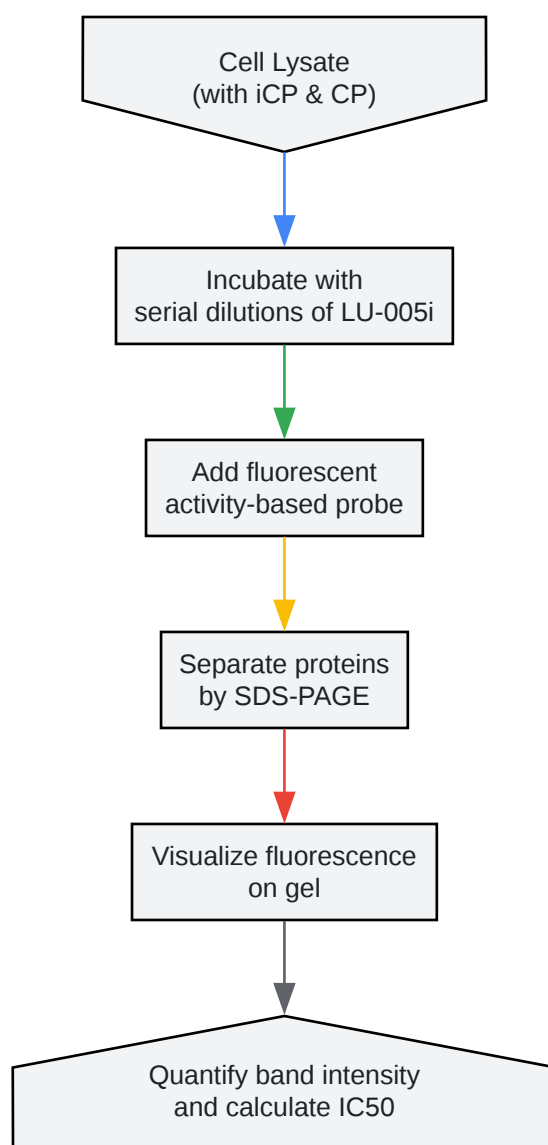 Cell Lysate
(with iCP & CP)
Incubate with
serial dilutions of LU-005i
Add fluorescent
activity-based probe
Separate proteins
by SDS-PAGE
Visualize fluorescence
on gel
Quantify band intensity
and calculate IC50